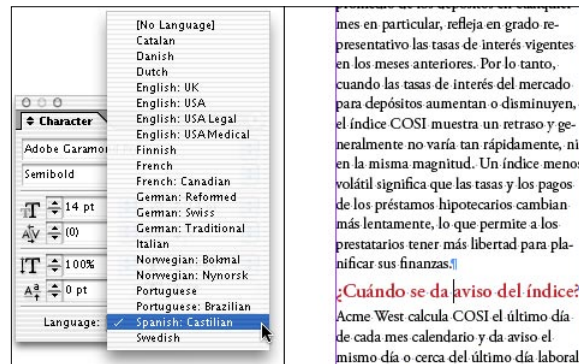 Character
Adobe Garamo
Semibold
14 pt
(0)
100%
0 pt
Language:
[No Language]
Catalan
Danish
Dutch
English: UK
English: USA
English: USA Legal
English: USA Medical
Finnish
French
French: Canadian
German: Reformed
German: Swiss
German: Traditional
Italian
Norwegian: Bokmal
Norwegian: Nynorsk
Portuguese
Portuguese: Brazilian
✓ Spanish: Castilian
Swedish
mes en particular, refleja en grado re-
presentativo las tasas de interés vigentes
en los meses anteriores. Por lo tanto,
cuando las tasas de interés del mercado
para depósitos aumentan o disminuyen,
el índice COSI muestra un retraso y ge-
neralmente no varía tan rápidamente, ni
en la misma magnitud. Un índice menos
volátil significa que las tasas y los pagos
de los préstamos hipotecarios cambian
más lentamente, lo que permite a los
prestatarios tener más libertad para pla-
nificar sus finanzas.¶
¿Cuándo se da aviso del índice?
Acme West calcula COSI el último día
de cada mes calendario y da aviso el
mismo día o cerca del último día laboral